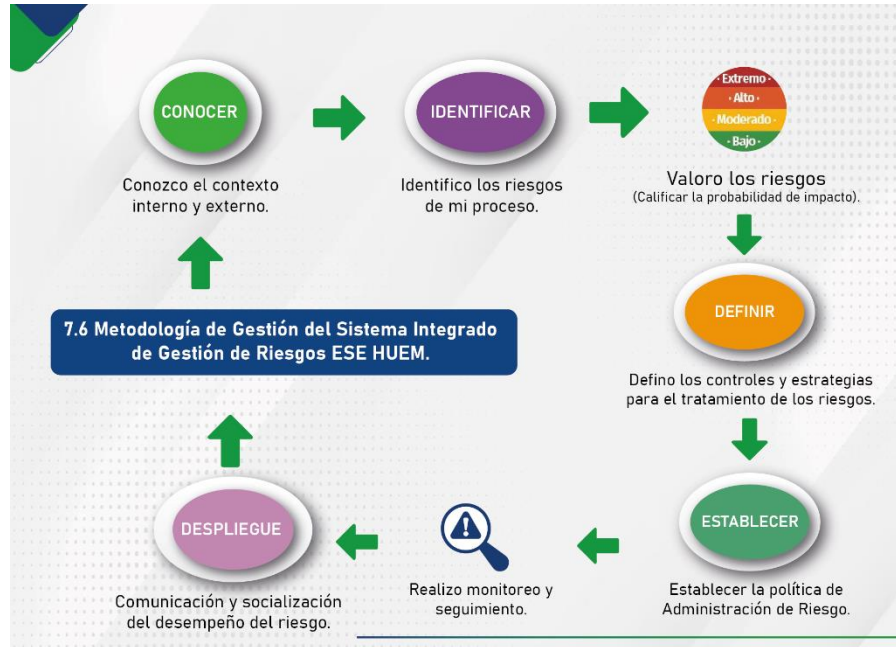 CONOCER
Conozco el contexto
interno y externo.
IDENTIFICAR
Identifico los riesgos
de mi proceso.
· Extremo ·
· Alto ·
· Moderado ·
· Bajo ·
Valoro los riesgos
(Calificar la probabilidad de impacto).
DEFINIR
Defino los controles y estrategias
para el tratamiento de los riesgos.
7.6 Metodología de Gestión del Sistema Integrado
de Gestión de Riesgos ESE HUEM.
ESTABLECER
Establecer la política de
Administración de Riesgo.
Realizo monitoreo y
seguimiento.
DESPLIEGUE
Comunicación y socialización
del desempeño del riesgo.